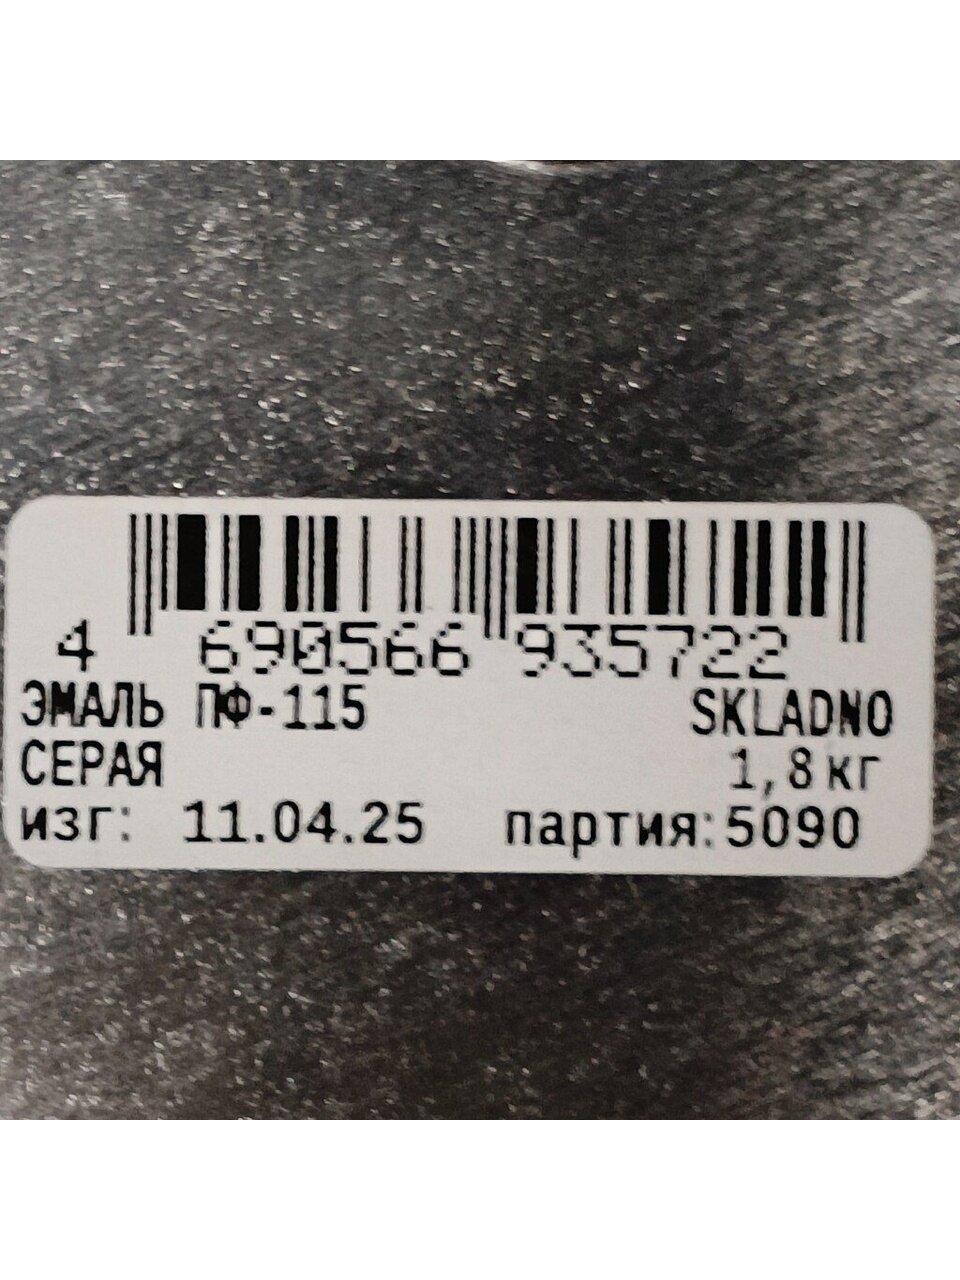 4 690566 935722
ЭМАЛЬ ПФ-115 SKLADNO
СЕРАЯ 1,8кг
изг: 11.04.25 партия:5090